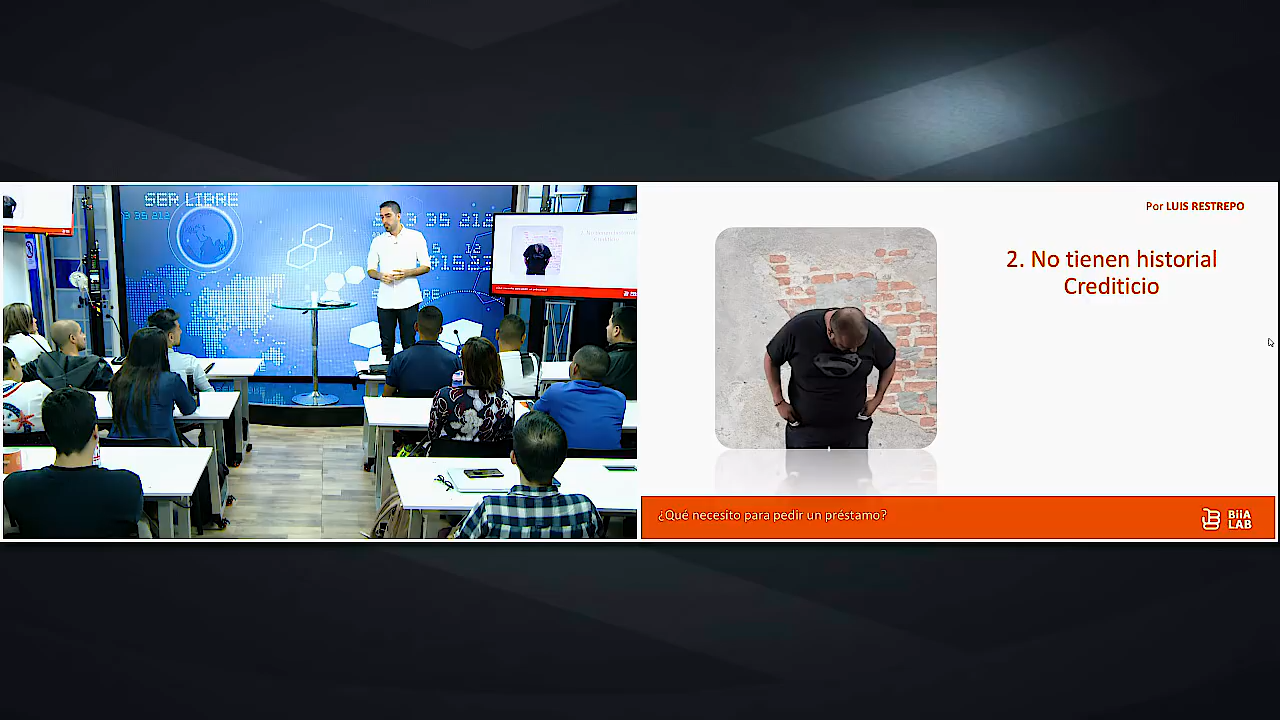 SER LIBRE
Por LUIS RESTREPO
2. No tienen historial
Crediticio
¿Qué necesito para pedir un préstamo?
BiiA
LAB